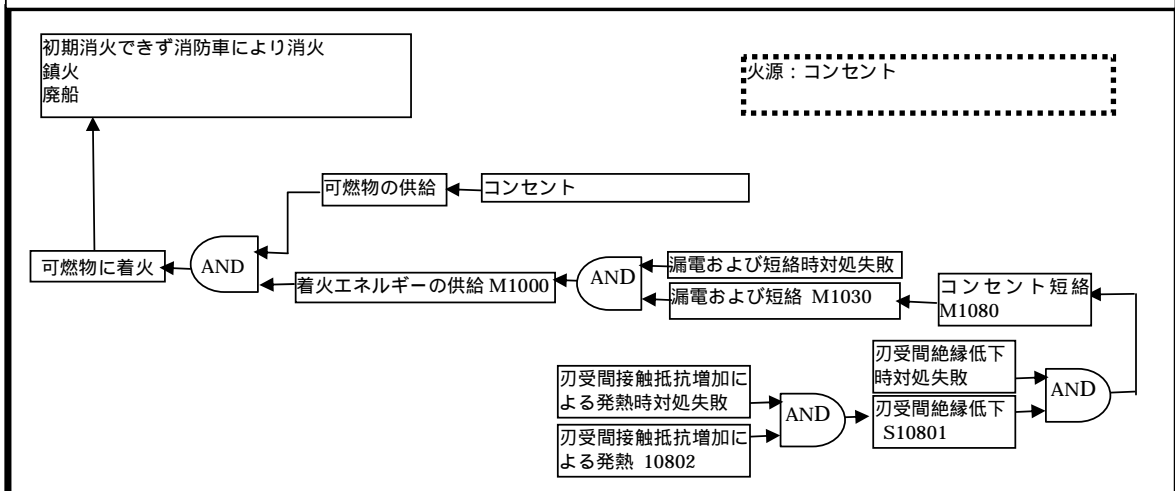 初期消火できず消防車により消火
鎮火
廃船
火源：コンセント
可燃物の供給
コンセント
可燃物に着火
AND
着火エネルギーの供給 M1000
AND
漏電および短絡時対処失敗
漏電および短絡 M1030
コンセント短絡
M1080
刃受間接触抵抗増加に
よる発熱時対処失敗
刃受間接触抵抗増加に
よる発熱 10802
AND
刃受間絶縁低下
時対処失敗
刃受間絶縁低下
S10801
AND